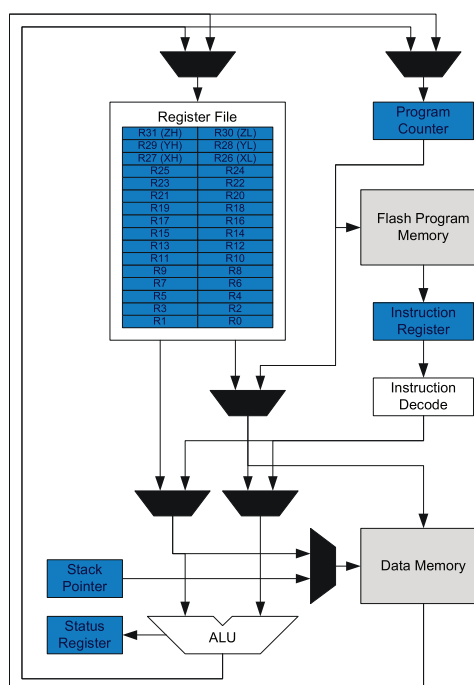 Register File
R31 (ZH) R30 (ZL)
R29 (YH) R28 (YL)
R27 (XH) R26 (XL)
R25 R24
R23 R22
R21 R20
R19 R18
R17 R16
R15 R14
R13 R12
R11 R10
R9 R8
R7 R6
R5 R4
R3 R2
R1 R0
Program
Counter
Flash Program
Memory
Instruction
Register
Instruction
Decode
Stack
Pointer
Data Memory
Status
Register
ALU